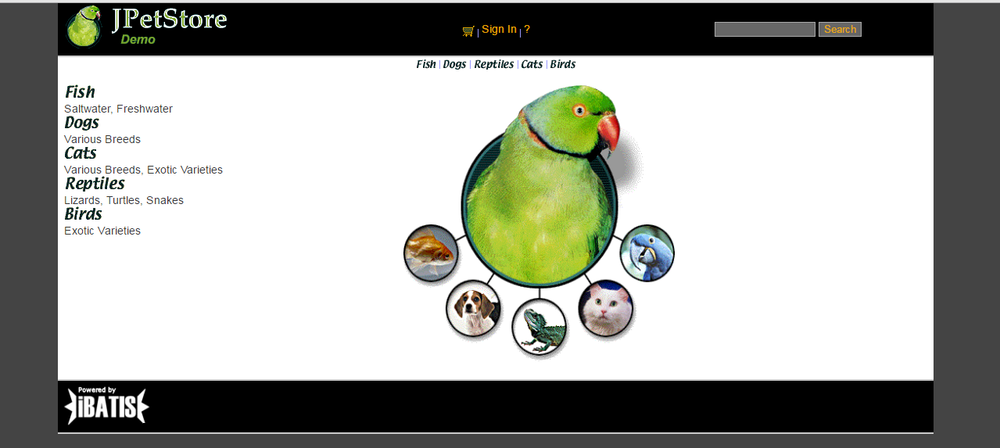 JPetStore
Demo
Sign In | ?
Search
Fish | Dogs | Reptiles | Cats | Birds
Fish
Saltwater, Freshwater
Dogs
Various Breeds
Cats
Various Breeds, Exotic Varieties
Reptiles
Lizards, Turtles, Snakes
Birds
Exotic Varieties
Powered by
iBATIS